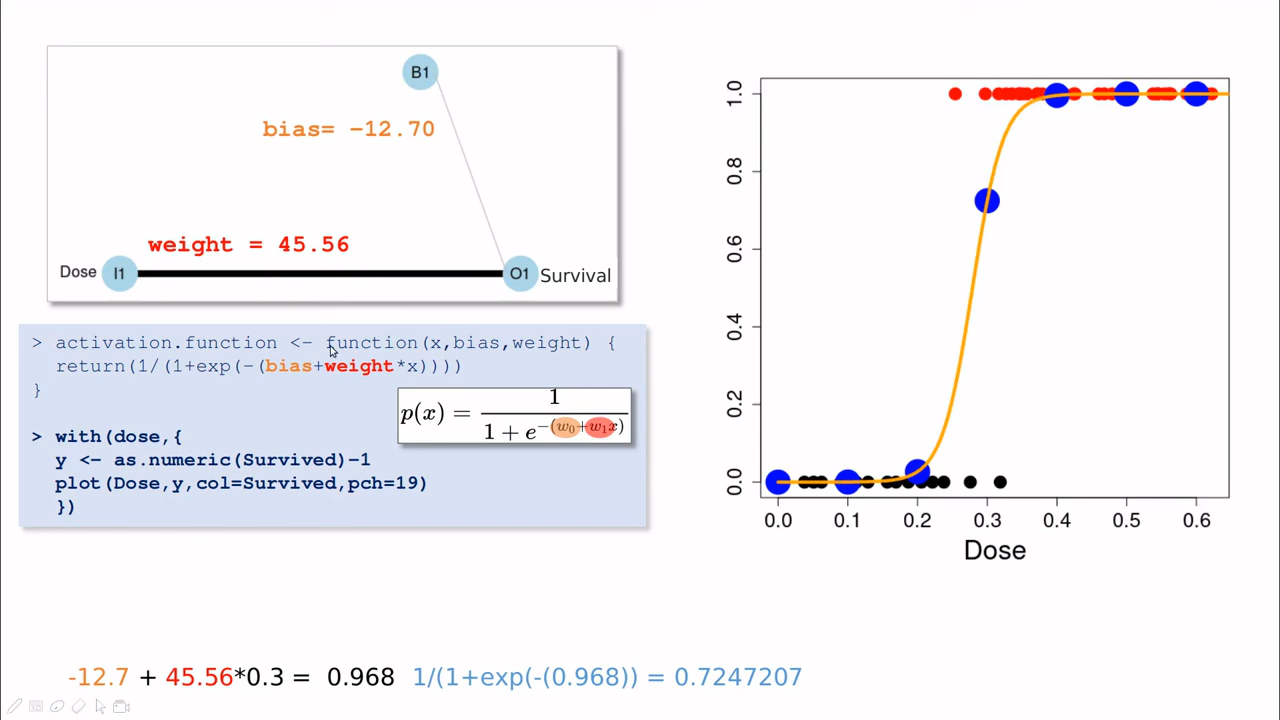 B1
bias= -12.70
weight = 45.56
Dose I1 O1 Survival
> activation.function <- function(x,bias,weight) {
return(1/(1+exp(-(bias+weight*x))))
}
p(x) = 1 / 1 + e^−(w₀+w₁x)
> with(dose,{
y <- as.numeric(Survived)-1
plot(Dose,y,col=Survived,pch=19)
})
1.0
0.8
0.6
0.4
0.2
0.0
0.0 0.1 0.2 0.3 0.4 0.5 0.6
Dose
-12.7 + 45.56*0.3 = 0.968 1/(1+exp(-(0.968)) = 0.7247207